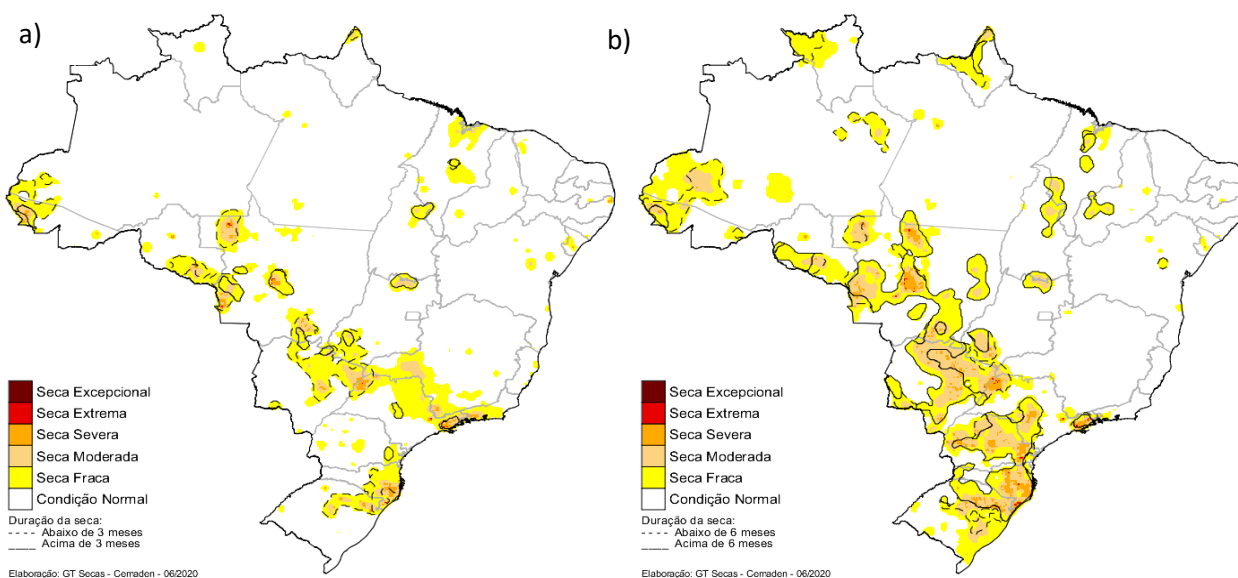 a)
Seca Excepcional
Seca Extrema
Seca Severa
Seca Moderada
Seca Fraca
Condição Normal
Duração da seca:
Abaixo de 3 meses
Acima de 3 meses
Elaboração: GT Secas - Cemaden - 06/2020
b)
Seca Excepcional
Seca Extrema
Seca Severa
Seca Moderada
Seca Fraca
Condição Normal
Duração da seca:
Abaixo de 6 meses
Acima de 6 meses
Elaboração: GT Secas - Cemaden - 06/2020